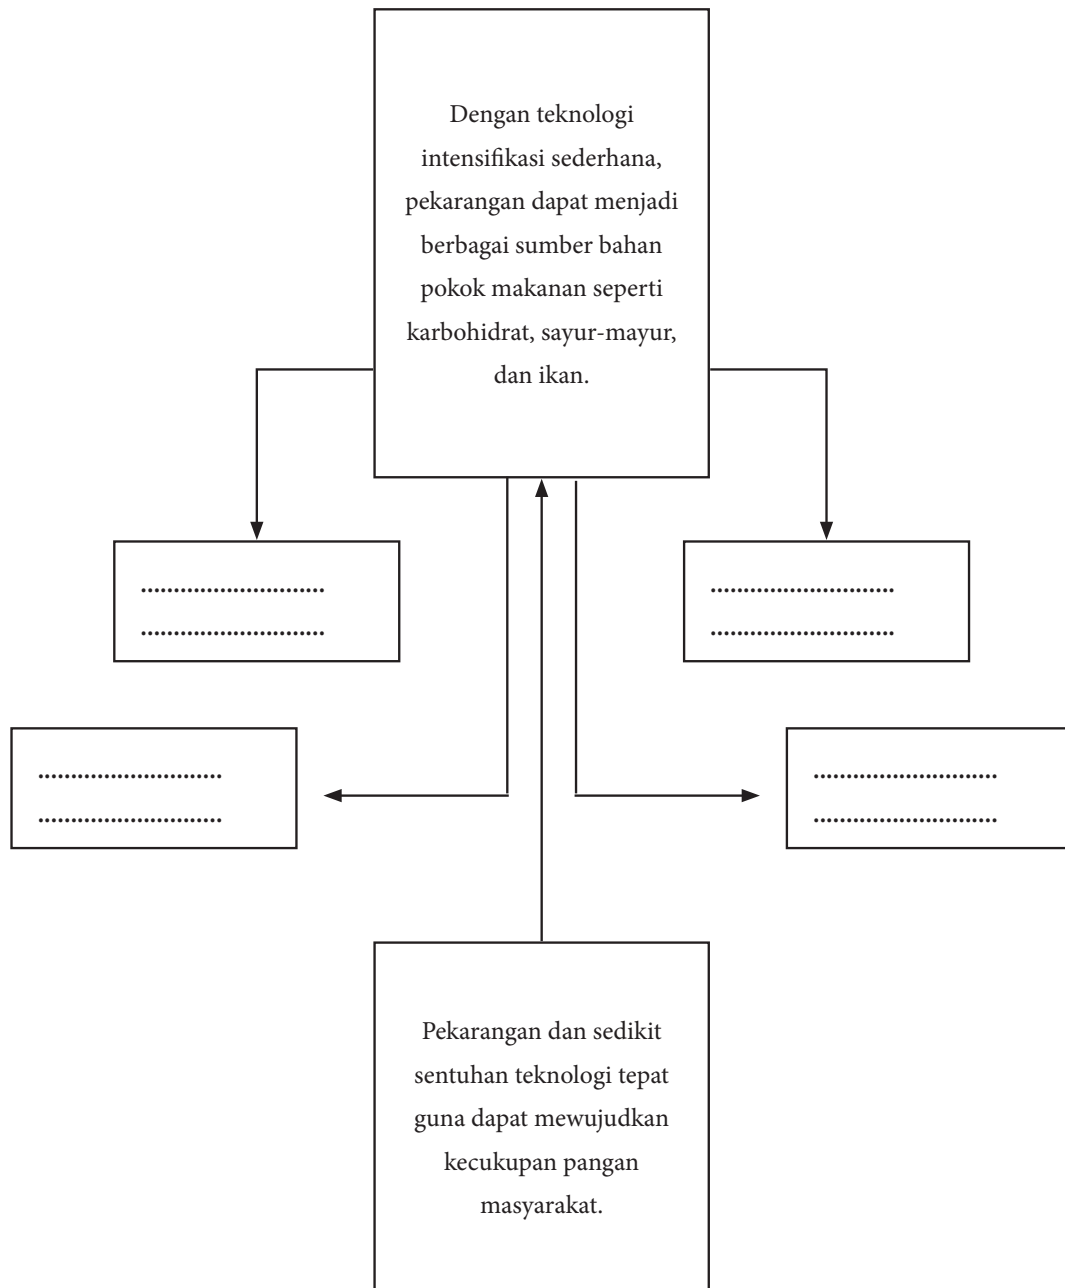 Dengan teknologi
intensifikasi sederhana,
pekarangan dapat menjadi
berbagai sumber bahan
pokok makanan seperti
karbohidrat, sayur-mayur,
dan ikan.
............................
............................
............................
............................
............................
............................
............................
............................
Pekarangan dan sedikit
sentuhan teknologi tepat
guna dapat mewujudkan
kecukupan pangan
masyarakat.